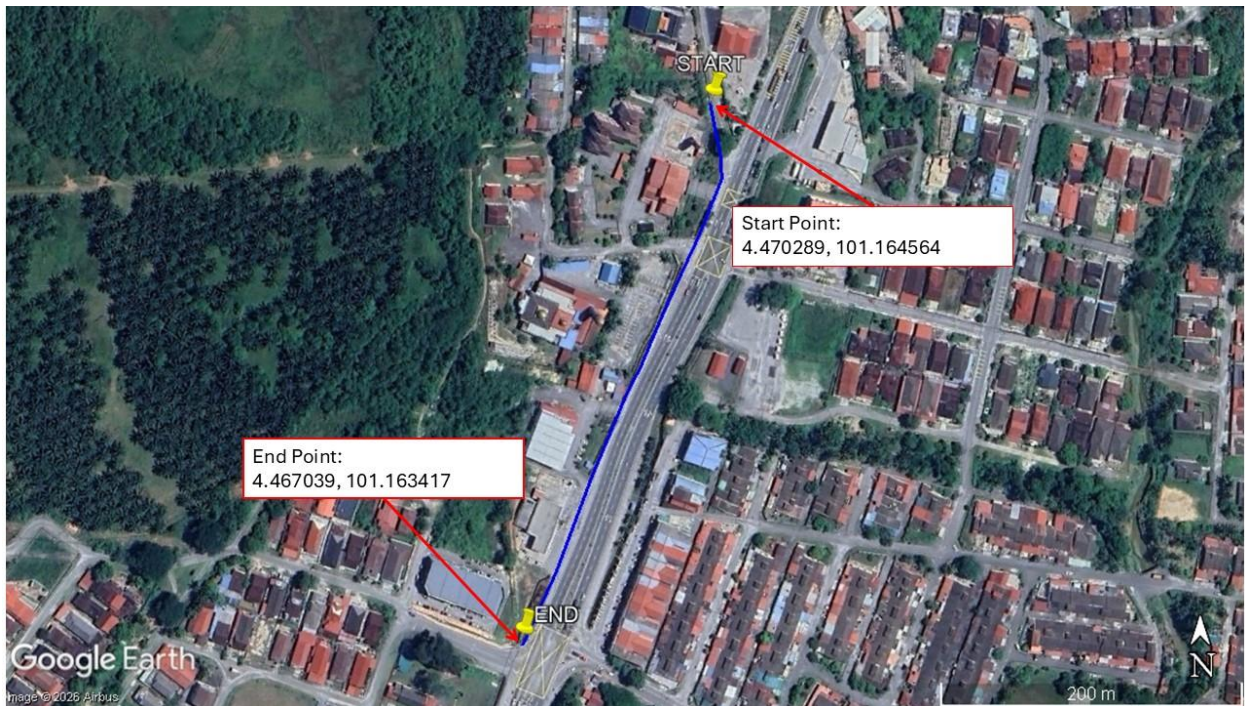 START
Start Point:
4.470289, 101.164564
End Point:
4.467039, 101.163417
END
Google Earth
mage © 2026 Airbus
200 m
N